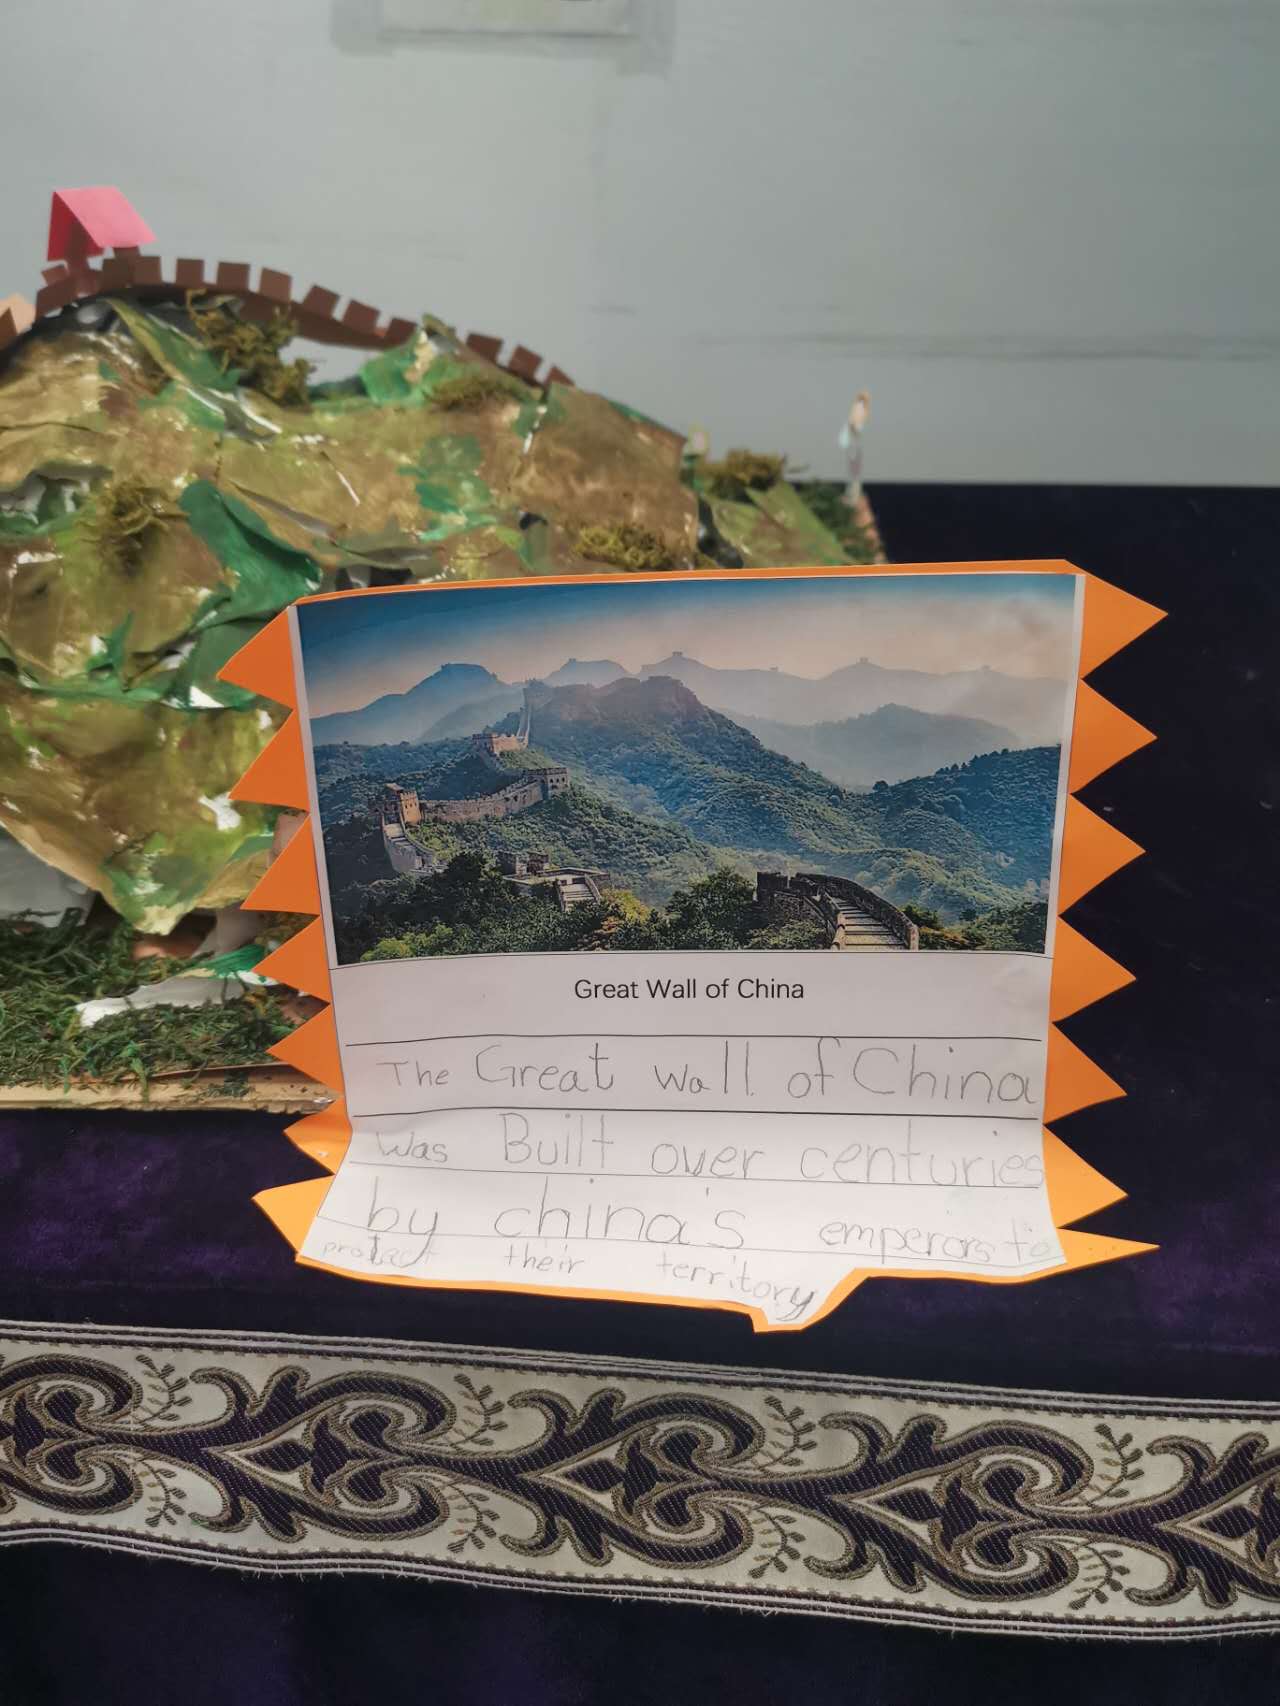 Great Wall of China
The Great Wall of China
was Built over centuries
by china's emperors to
protect their territory